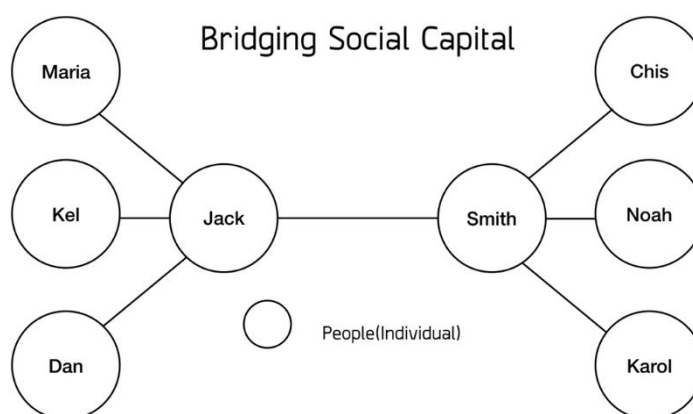 Bridging Social Capital
Maria
Chis
Kel
Jack
Smith
Noah
People(Individual)
Dan
Karol